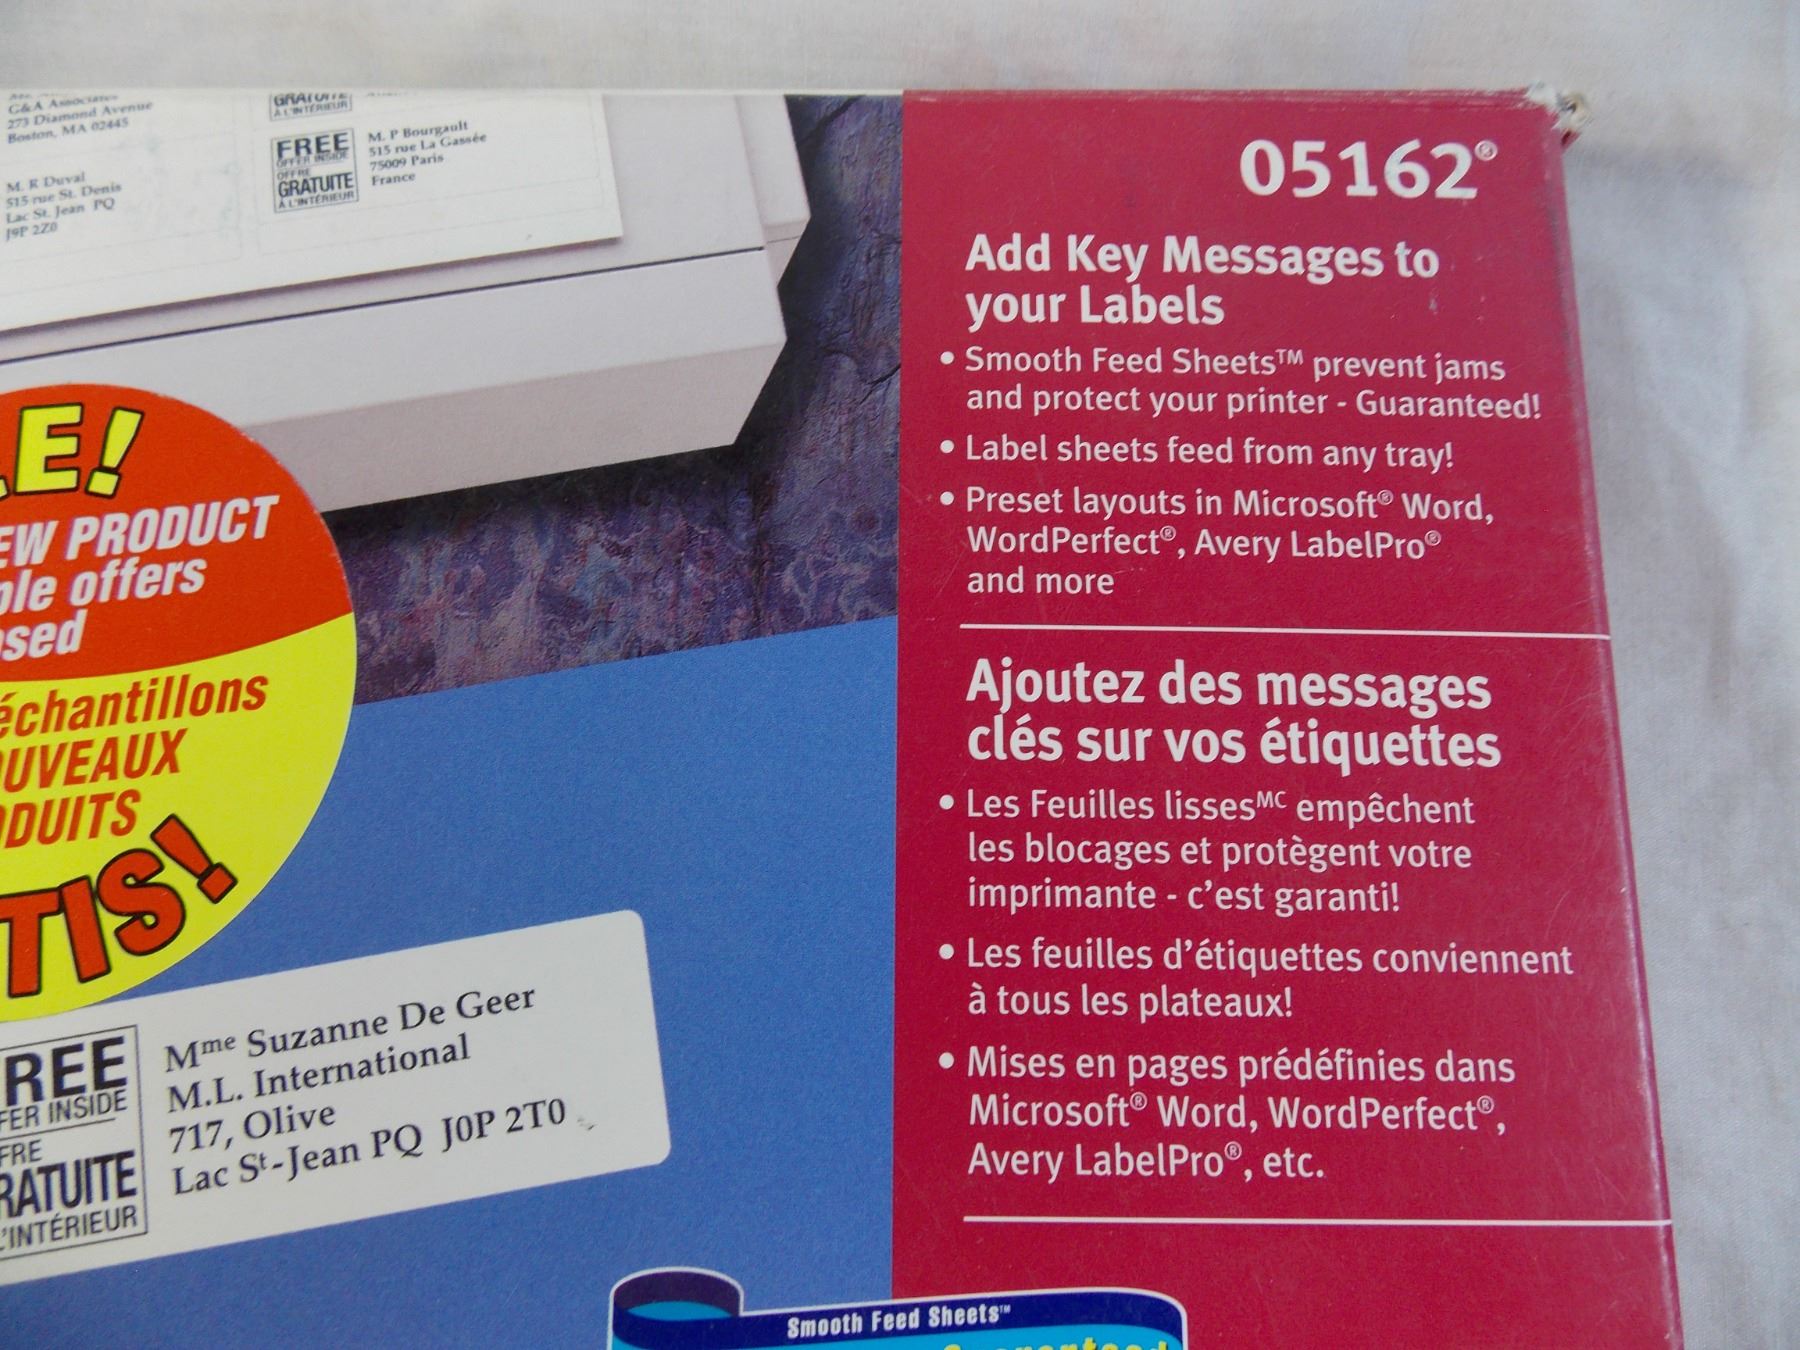 G&A Associates
273 Diamond Avenue
Boston, MA 02445
M. R Duval
515 rue St. Denis
Lac St. Jean PQ
J9P 2Z0
GRATUITE
À L'INTÉRIEUR
FREE
OFFER INSIDE
OFFRE
GRATUITE
À L'INTÉRIEUR
M. P Bourgault
515 rue La Gassée
75009 Paris
France
05162®
Add Key Messages to
your Labels
• Smooth Feed Sheets™ prevent jams
and protect your printer - Guaranteed!
• Label sheets feed from any tray!
• Preset layouts in Microsoft® Word,
WordPerfect®, Avery LabelPro®
and more
Ajoutez des messages
clés sur vos étiquettes
• Les Feuilles lissesMC empêchent
les blocages et protègent votre
imprimante - c'est garanti!
• Les feuilles d'étiquettes conviennent
à tous les plateaux!
• Mises en pages prédéfinies dans
Microsoft® Word, WordPerfect®,
Avery LabelPro®, etc.
E!
EW PRODUCT
ple offers
osed
échantillons
OUVEAUX
ODUITS
TIS!
REE
FER INSIDE
FRE
RATUITE
L'INTÉRIEUR
Mme Suzanne De Geer
M.L. International
717, Olive
Lac St-Jean PQ J0P 2T0
Smooth Feed Sheets™
Guaranteed